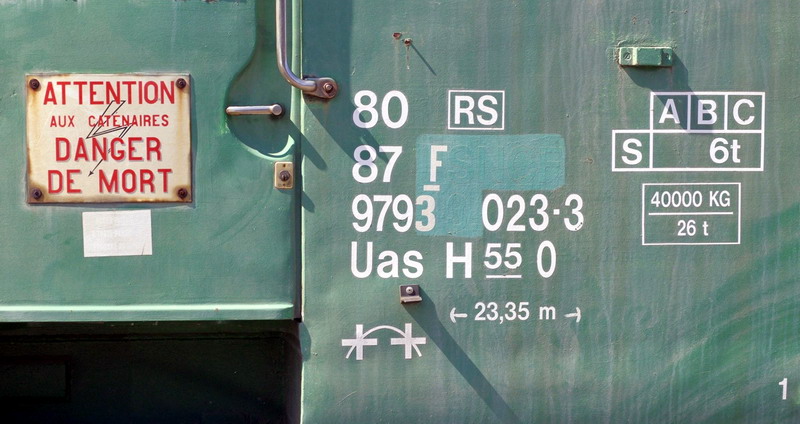 ATTENTION
AUX CATENAIRES
DANGER
DE MORT
80 RS
87 F
9793 023-3
Uas H 55 0
23,35 m
A B C
S 6t
40000 KG
26 t
1